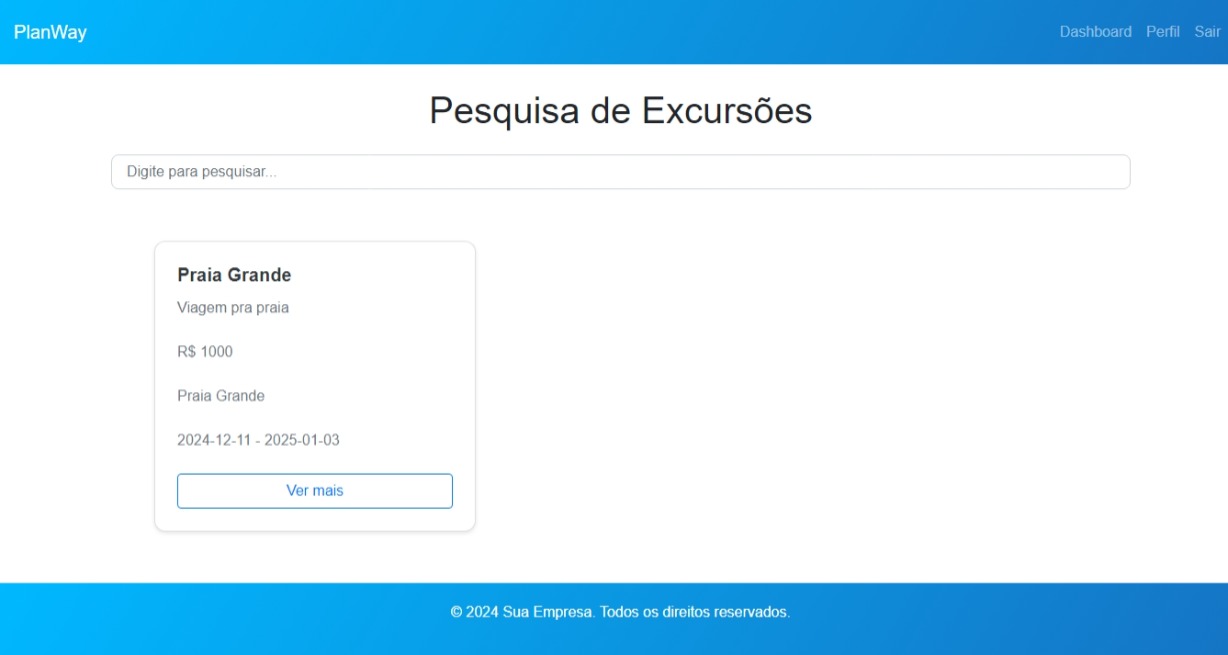 PlanWay
Dashboard Perfil Sair
Pesquisa de Excursões
Digite para pesquisar...
Praia Grande
Viagem pra praia
R$ 1000
Praia Grande
2024-12-11 - 2025-01-03
Ver mais
© 2024 Sua Empresa. Todos os direitos reservados.